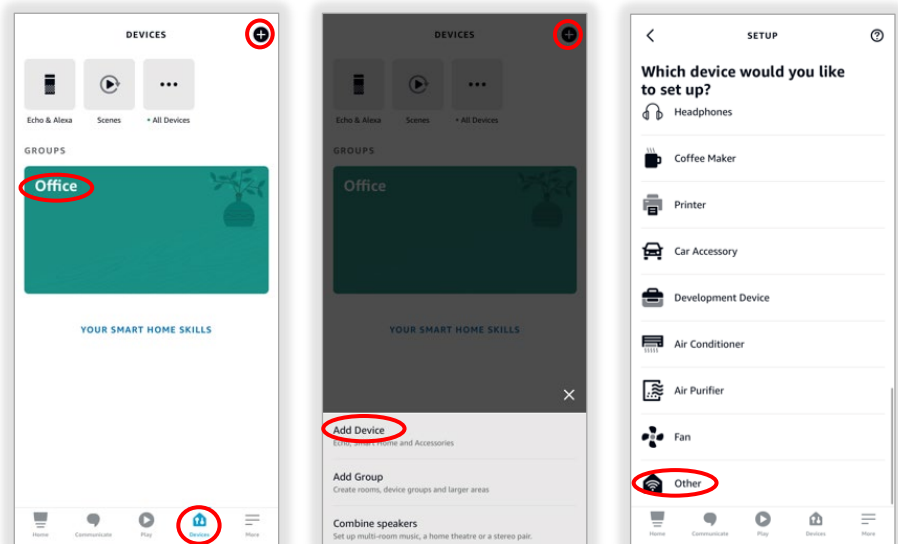 DEVICES
Echo & Alexa Scenes • All Devices
GROUPS
Office
YOUR SMART HOME SKILLS
Home Communicate Play Devices More
DEVICES
Echo & Alexa Scenes • All Devices
GROUPS
Office
YOUR SMART HOME SKILLS
Add Device
Echo, Smart Home and Accessories
Add Group
Create rooms, device groups and larger areas
Combine speakers
Set up multi-room music, a home theatre or a stereo pair.
SETUP
Which device would you like
to set up?
Headphones
Coffee Maker
Printer
Car Accessory
Development Device
Air Conditioner
Air Purifier
Fan
Other
Home Communicate Play Devices More